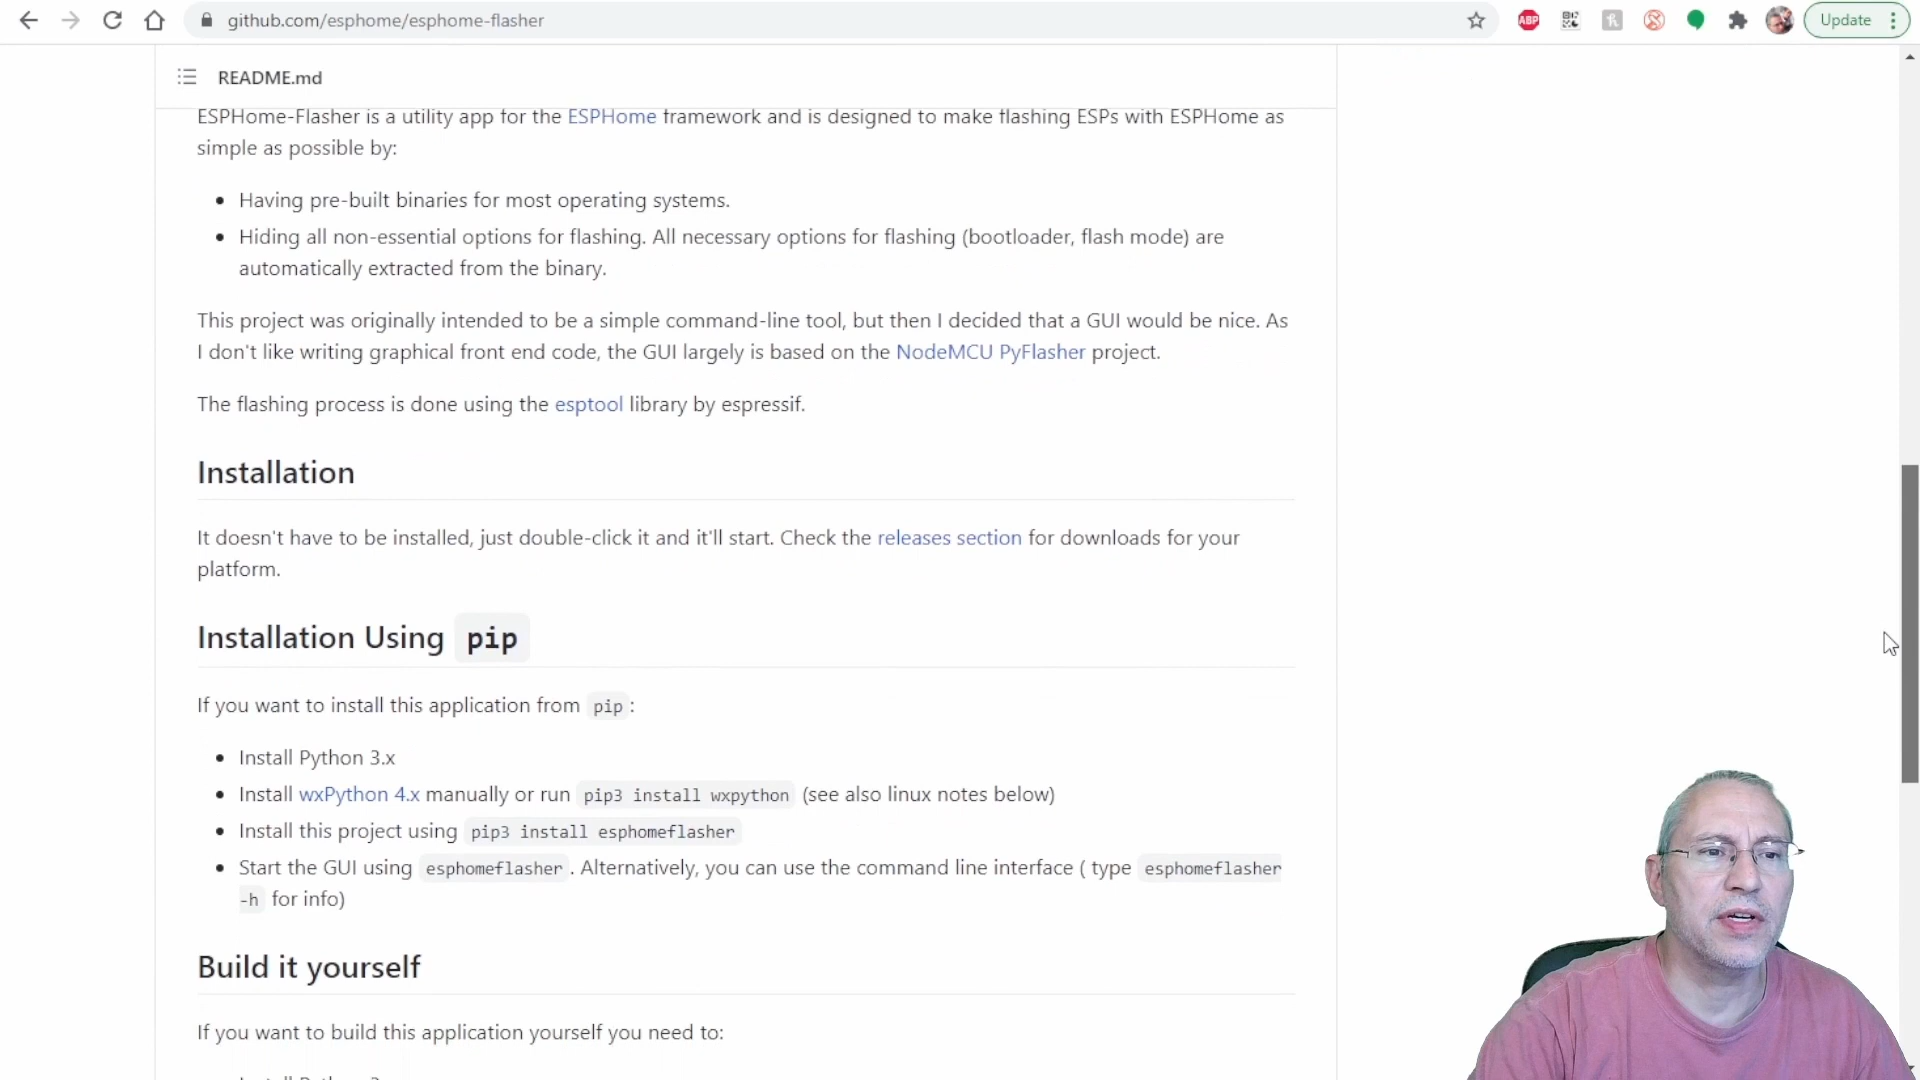 github.com/esphome/esphome-flasher
ABP
Update
README.md
ESPHome-Flasher is a utility app for the ESPHome framework and is designed to make flashing ESPs with ESPHome as
simple as possible by:
Having pre-built binaries for most operating systems.
Hiding all non-essential options for flashing. All necessary options for flashing (bootloader, flash mode) are
automatically extracted from the binary.
This project was originally intended to be a simple command-line tool, but then I decided that a GUI would be nice. As
I don't like writing graphical front end code, the GUI largely is based on the NodeMCU PyFlasher project.
The flashing process is done using the esptool library by espressif.
Installation
It doesn't have to be installed, just double-click it and it'll start. Check the releases section for downloads for your
platform.
Installation Using pip
If you want to install this application from pip :
Install Python 3.x
Install wxPython 4.x manually or run pip3 install wxpython (see also linux notes below)
Install this project using pip3 install esphomeflasher
Start the GUI using esphomeflasher . Alternatively, you can use the command line interface ( type esphomeflasher
-h for info)
Build it yourself
If you want to build this application yourself you need to: